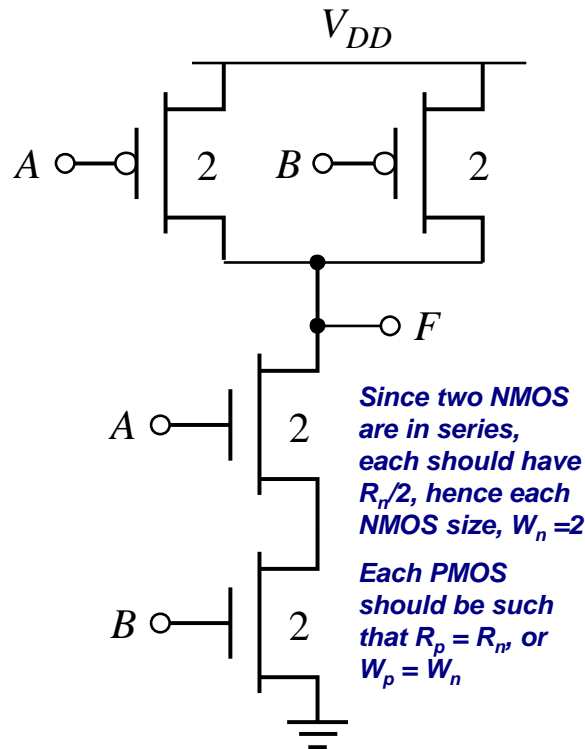 V_DD
A 2 B 2
F
A 2
Since two NMOS
are in series,
each should have
R_n/2, hence each
NMOS size, W_n =2
B 2
Each PMOS
should be such
that R_p = R_n, or
W_p = W_n